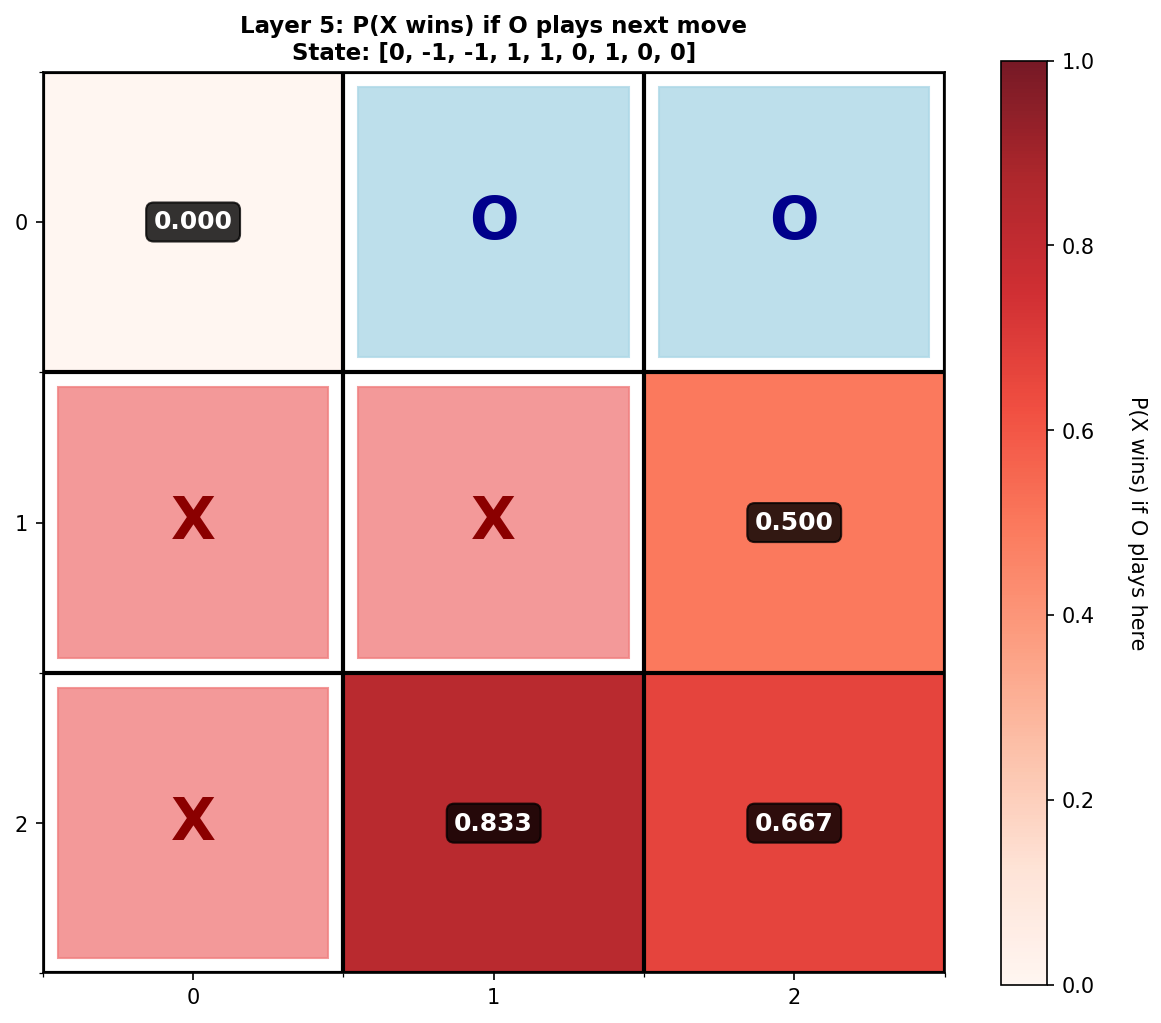 Layer 5: P(X wins) if O plays next move
State: [0, -1, -1, 1, 1, 0, 1, 0, 0]
0
0.000
O
O
1
X
X
0.500
2
X
0.833
0.667
0
1
2
1.0
0.8
0.6
0.4
0.2
0.0
P(X wins) if O plays here